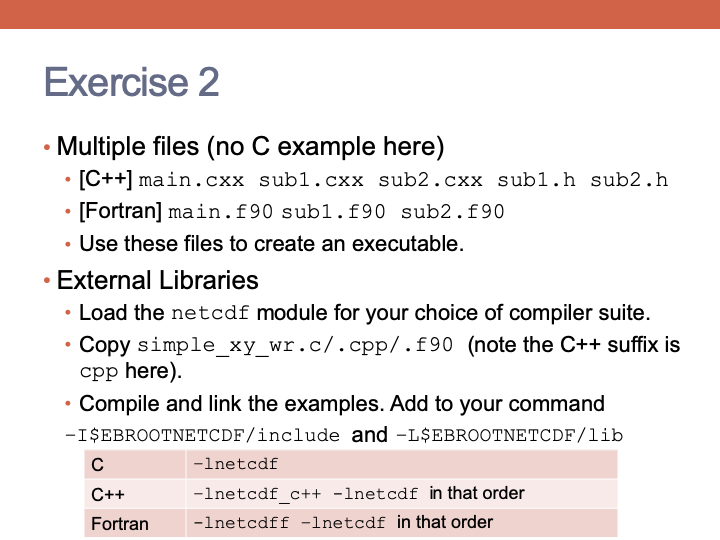 Exercise 2
• Multiple files (no C example here)
• [C++] main.cxx sub1.cxx sub2.cxx sub1.h sub2.h
• [Fortran] main.f90 sub1.f90 sub2.f90
• Use these files to create an executable.
• External Libraries
• Load the netcdf module for your choice of compiler suite.
• Copy simple_xy_wr.c/.cpp/.f90 (note the C++ suffix is
cpp here).
• Compile and link the examples. Add to your command
–I$EBROOTNETCDF/include and –L$EBROOTNETCDF/lib
C –lnetcdf
C++ –lnetcdf_c++ -lnetcdf in that order
Fortran -lnetcdff –lnetcdf in that order